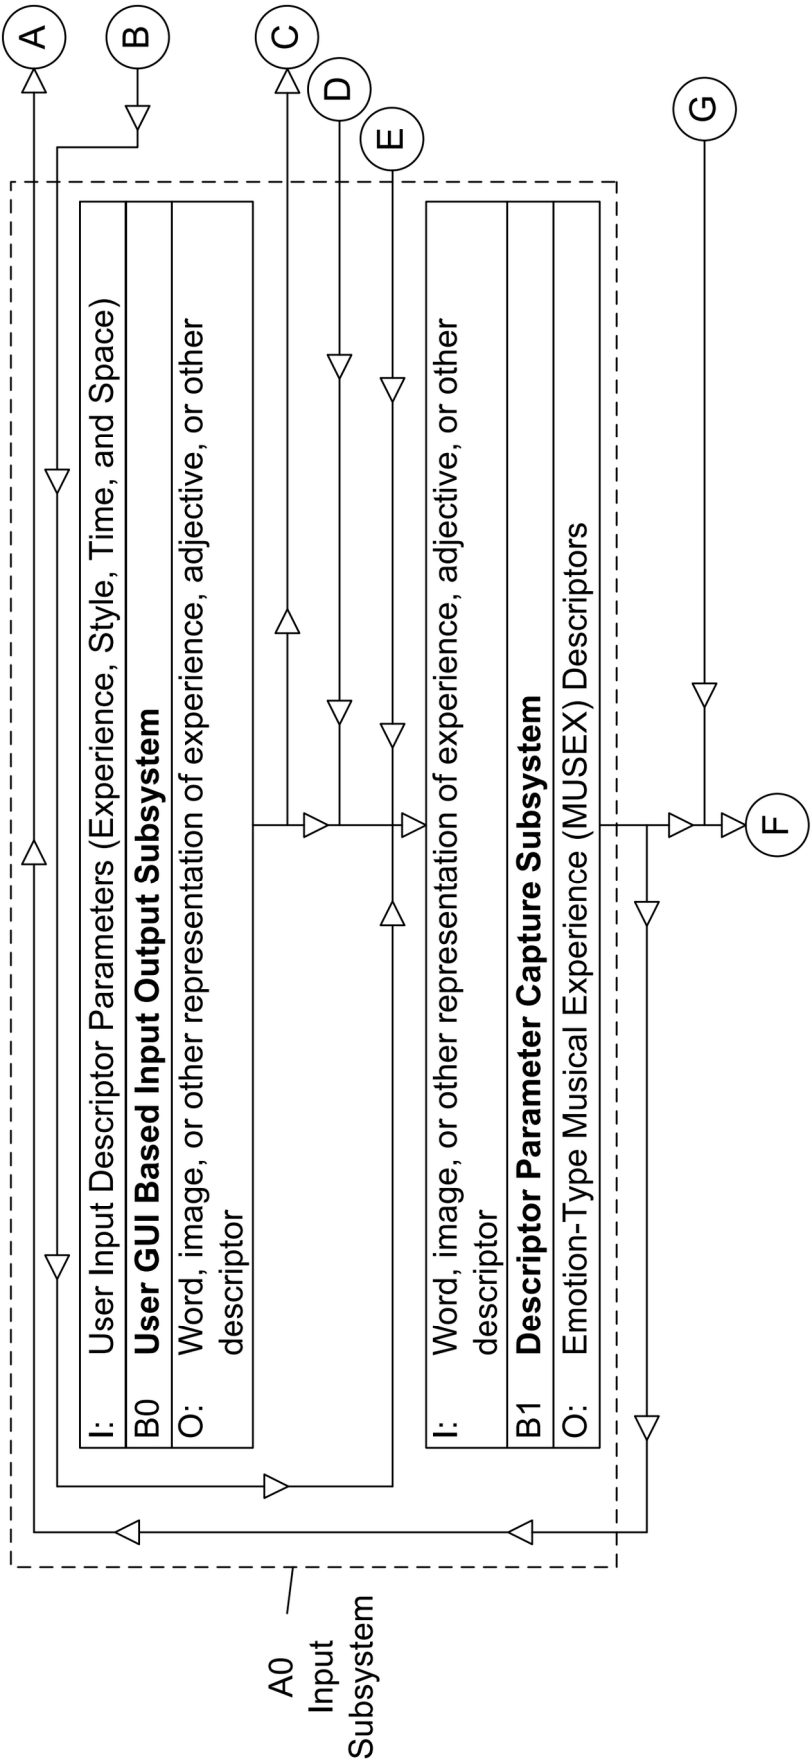 A
B
C
D
E
G
I: User Input Descriptor Parameters (Experience, Style, Time, and Space)
B0 User GUI Based Input Output Subsystem
O: Word, image, or other representation of experience, adjective, or other
descriptor
I: Word, image, or other representation of experience, adjective, or other
descriptor
B1 Descriptor Parameter Capture Subsystem
O: Emotion-Type Musical Experience (MUSEX) Descriptors
F
A0
Input
Subsystem